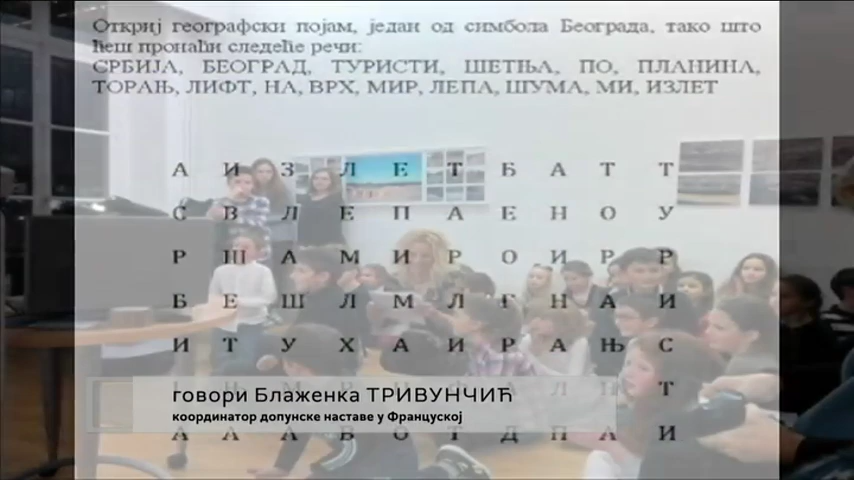 Откриј географски појам, један од симбола Београда, тако што
ћеш пронаћи следеће речи:
СРБИЈА, БЕОГРАД, ТУРИСТИ, ШЕТЊА, ПО, ПЛАНИНА,
ТОРАЊ, ЛИФТ, НА, ВРХ, МИР, ЛЕПА, ШУМА, МИ, ИЗЛЕТ
А И З Л Е Т Б А Т Т
С В Л Е П А Е Н О У
Р Ш А М И Р О И Р Р
Б Е Ш Л М Л Г Н А И
И Т У Х А И Р А Њ С
говори Блаженка ТРИВУНЧИЋ
координатор допунске наставе у Француској
А Л А В О Т Д П А И